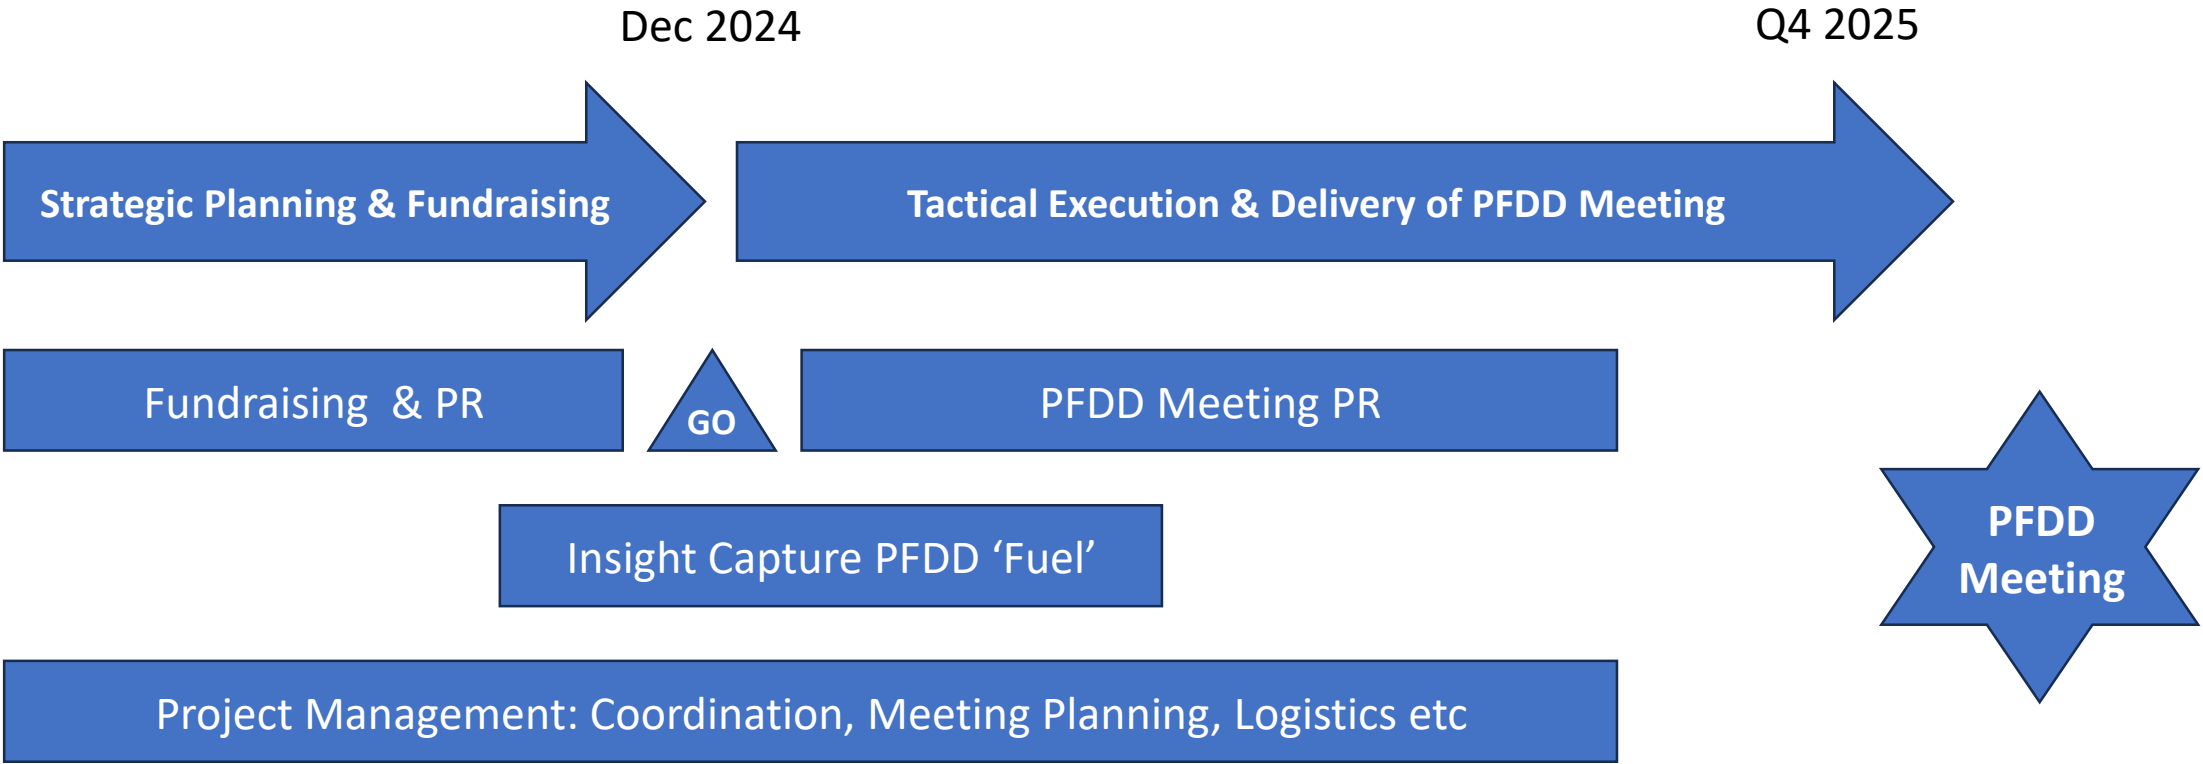 Dec 2024
Q4 2025
Strategic Planning & Fundraising
Tactical Execution & Delivery of PFDD Meeting
Fundraising  & PR
GO
PFDD Meeting PR
Insight Capture PFDD ‘Fuel’
PFDD
Meeting
Project Management: Coordination, Meeting Planning, Logistics etc